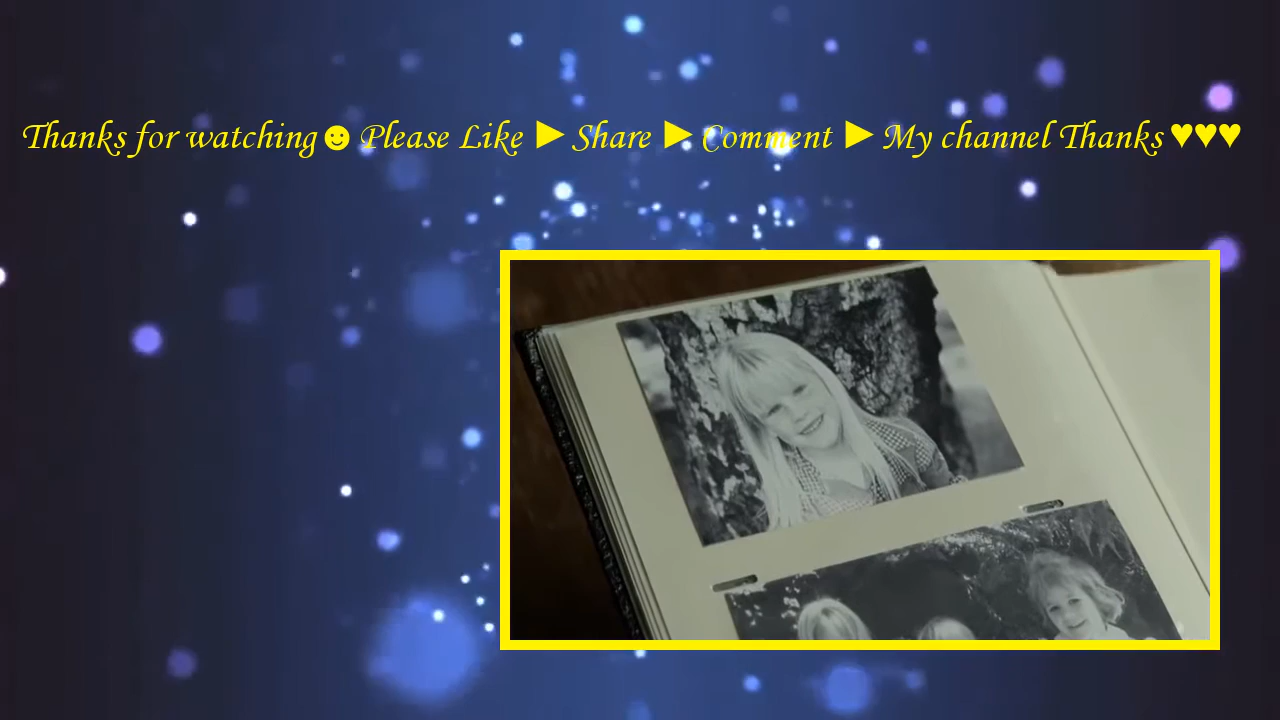 Thanks for watching☻Please Like ► Share ► Comment ► My channel Thanks ♥♥♥